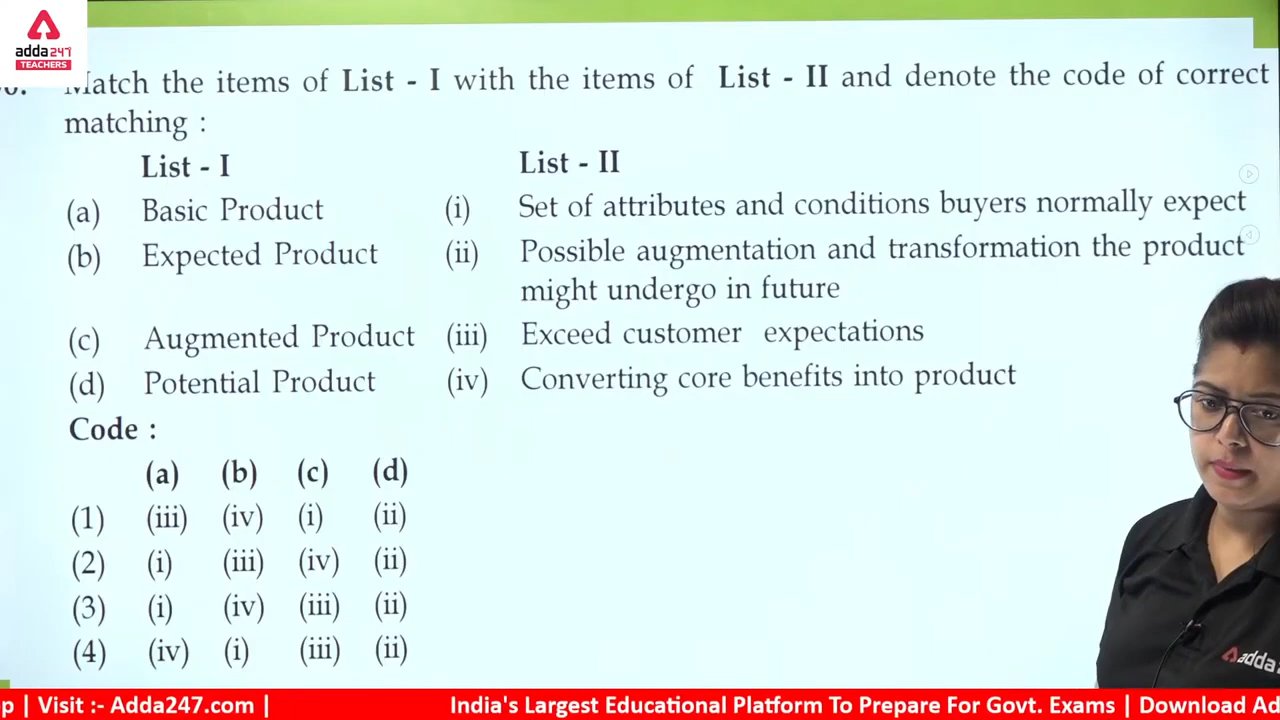 adda247
TEACHERS
Match the items of List - I with the items of List - II and denote the code of correct
matching :
List - I List - II
(a) Basic Product (i) Set of attributes and conditions buyers normally expect
(b) Expected Product (ii) Possible augmentation and transformation the product
might undergo in future
(c) Augmented Product (iii) Exceed customer expectations
(d) Potential Product (iv) Converting core benefits into product
Code :
(a) (b) (c) (d)
(1) (iii) (iv) (i) (ii)
(2) (i) (iii) (iv) (ii)
(3) (i) (iv) (iii) (ii)
(4) (iv) (i) (iii) (ii)
| Visit :- Adda247.com | India's Largest Educational Platform To Prepare For Govt. Exams | Download